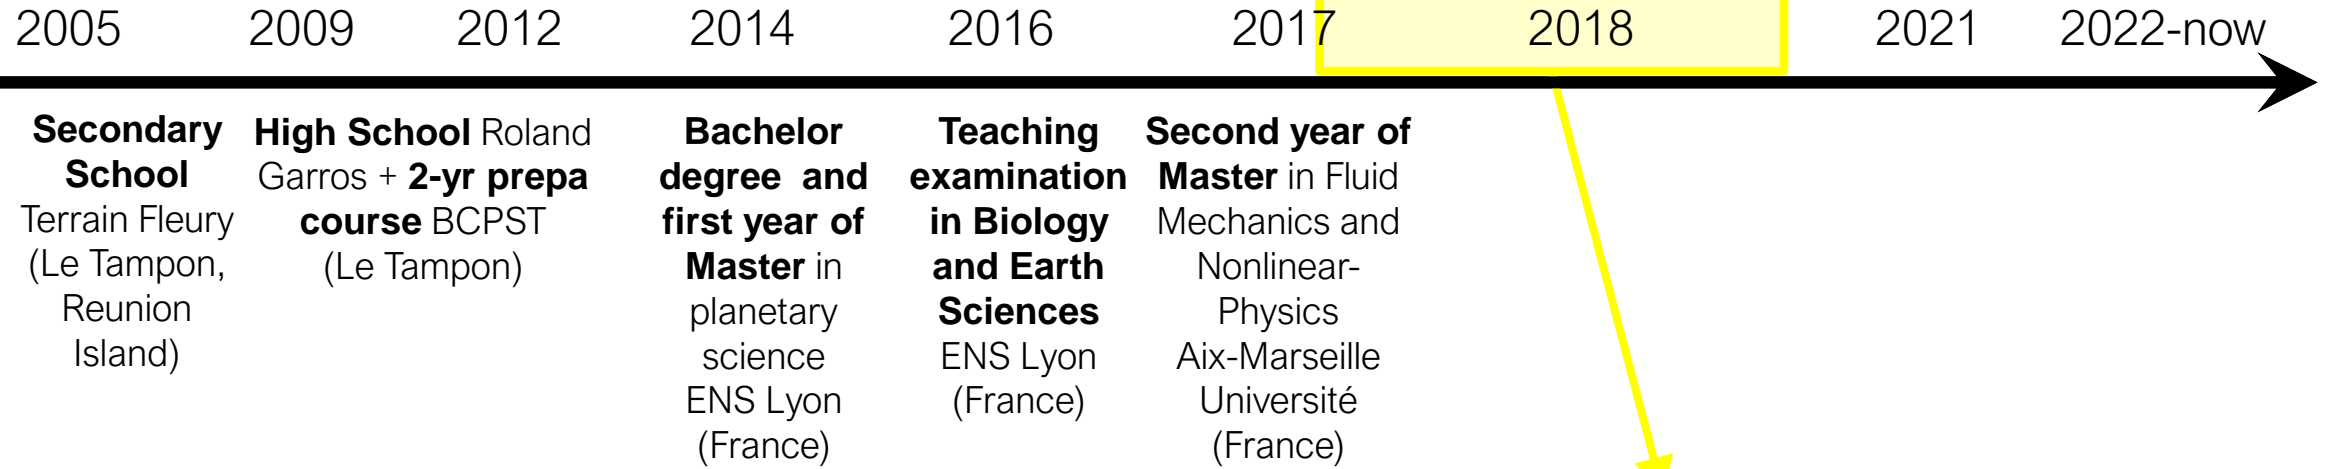 2005 2009 2012 2014 2016 2017 2018 2021 2022-now
Secondary
School
Terrain Fleury
(Le Tampon,
Reunion
Island)
High School Roland
Garros + 2-yr prepa
course BCPST
(Le Tampon)
Bachelor
degree and
first year of
Master in
planetary
science
ENS Lyon
(France)
Teaching
examination
in Biology
and Earth
Sciences
ENS Lyon
(France)
Second year of
Master in Fluid
Mechanics and
Nonlinear-
Physics
Aix-Marseille
Université
(France)